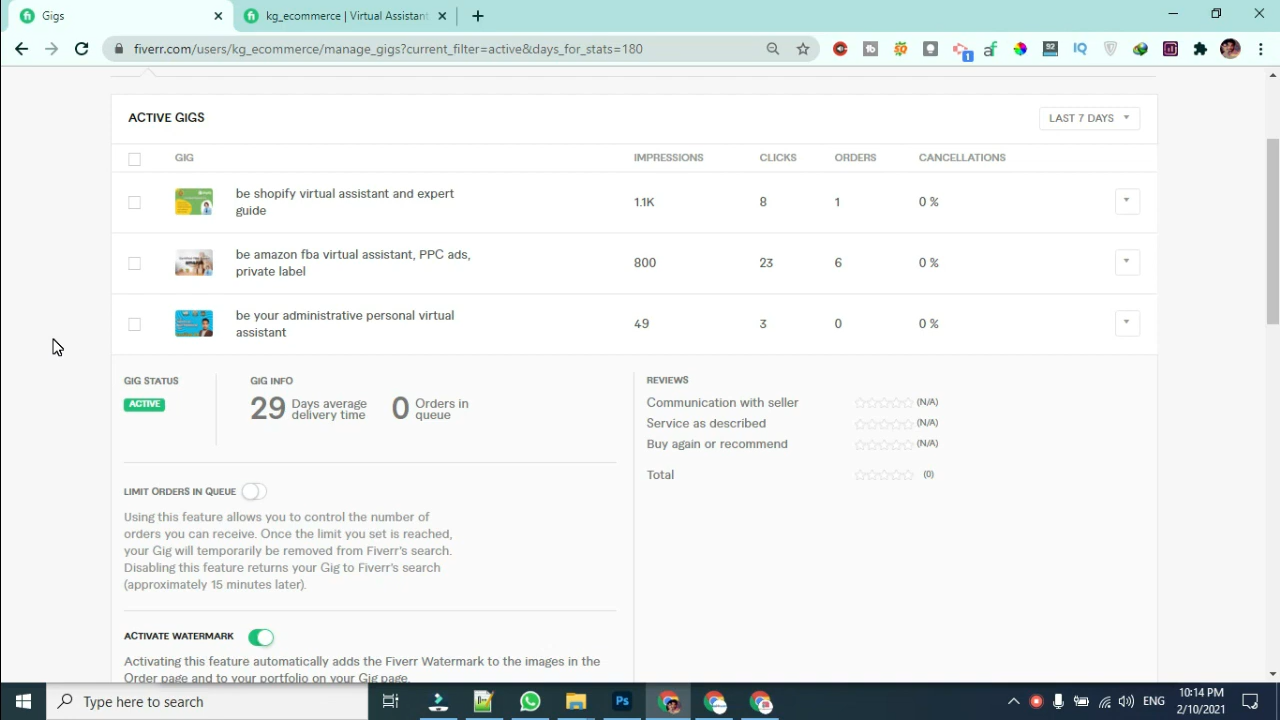 Gigs
kg_ecommerce | Virtual Assistant
fiverr.com/users/kg_ecommerce/manage_gigs?current_filter=active&days_for_stats=180
92
IQ
1
ACTIVE GIGS
LAST 7 DAYS
GIG IMPRESSIONS CLICKS ORDERS CANCELLATIONS
be shopify virtual assistant and expert
guide
1.1K 8 1 0 %
be amazon fba virtual assistant, PPC ads,
private label
800 23 6 0 %
be your administrative personal virtual
assistant
49 3 0 0 %
GIG STATUS
ACTIVE
GIG INFO
29 Days average
delivery time
0 Orders in
queue
REVIEWS
Communication with seller (N/A)
Service as described (N/A)
Buy again or recommend (N/A)
Total (0)
LIMIT ORDERS IN QUEUE
Using this feature allows you to control the number of
orders you can receive. Once the limit you set is reached,
your Gig will temporarily be removed from Fiverr's search.
Disabling this feature returns your Gig to Fiverr's search
(approximately 15 minutes later).
ACTIVATE WATERMARK
Activating this feature automatically adds the Fiverr Watermark to the images in the
Order page and to your portfolio on your Gig page.
Type here to search
Ps
ENG
10:14 PM
2/10/2021